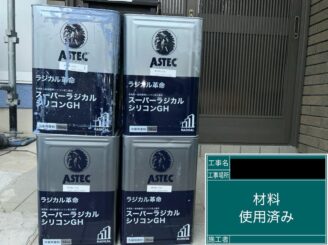 ASTEC
ラジカル革命
スーパーラジカル
シリコンGH
RADICAL
ASTEC
ラジカル革命
スーパーラジカル
シリコンGH
RADICAL
ASTEC
ラジカル革命
スーパーラジカル
シリコンGH
ASTEC
ラジカル革命
スーパーラジカル
シリコンGH
工事名
工事場所
材料
使用済み
施工者